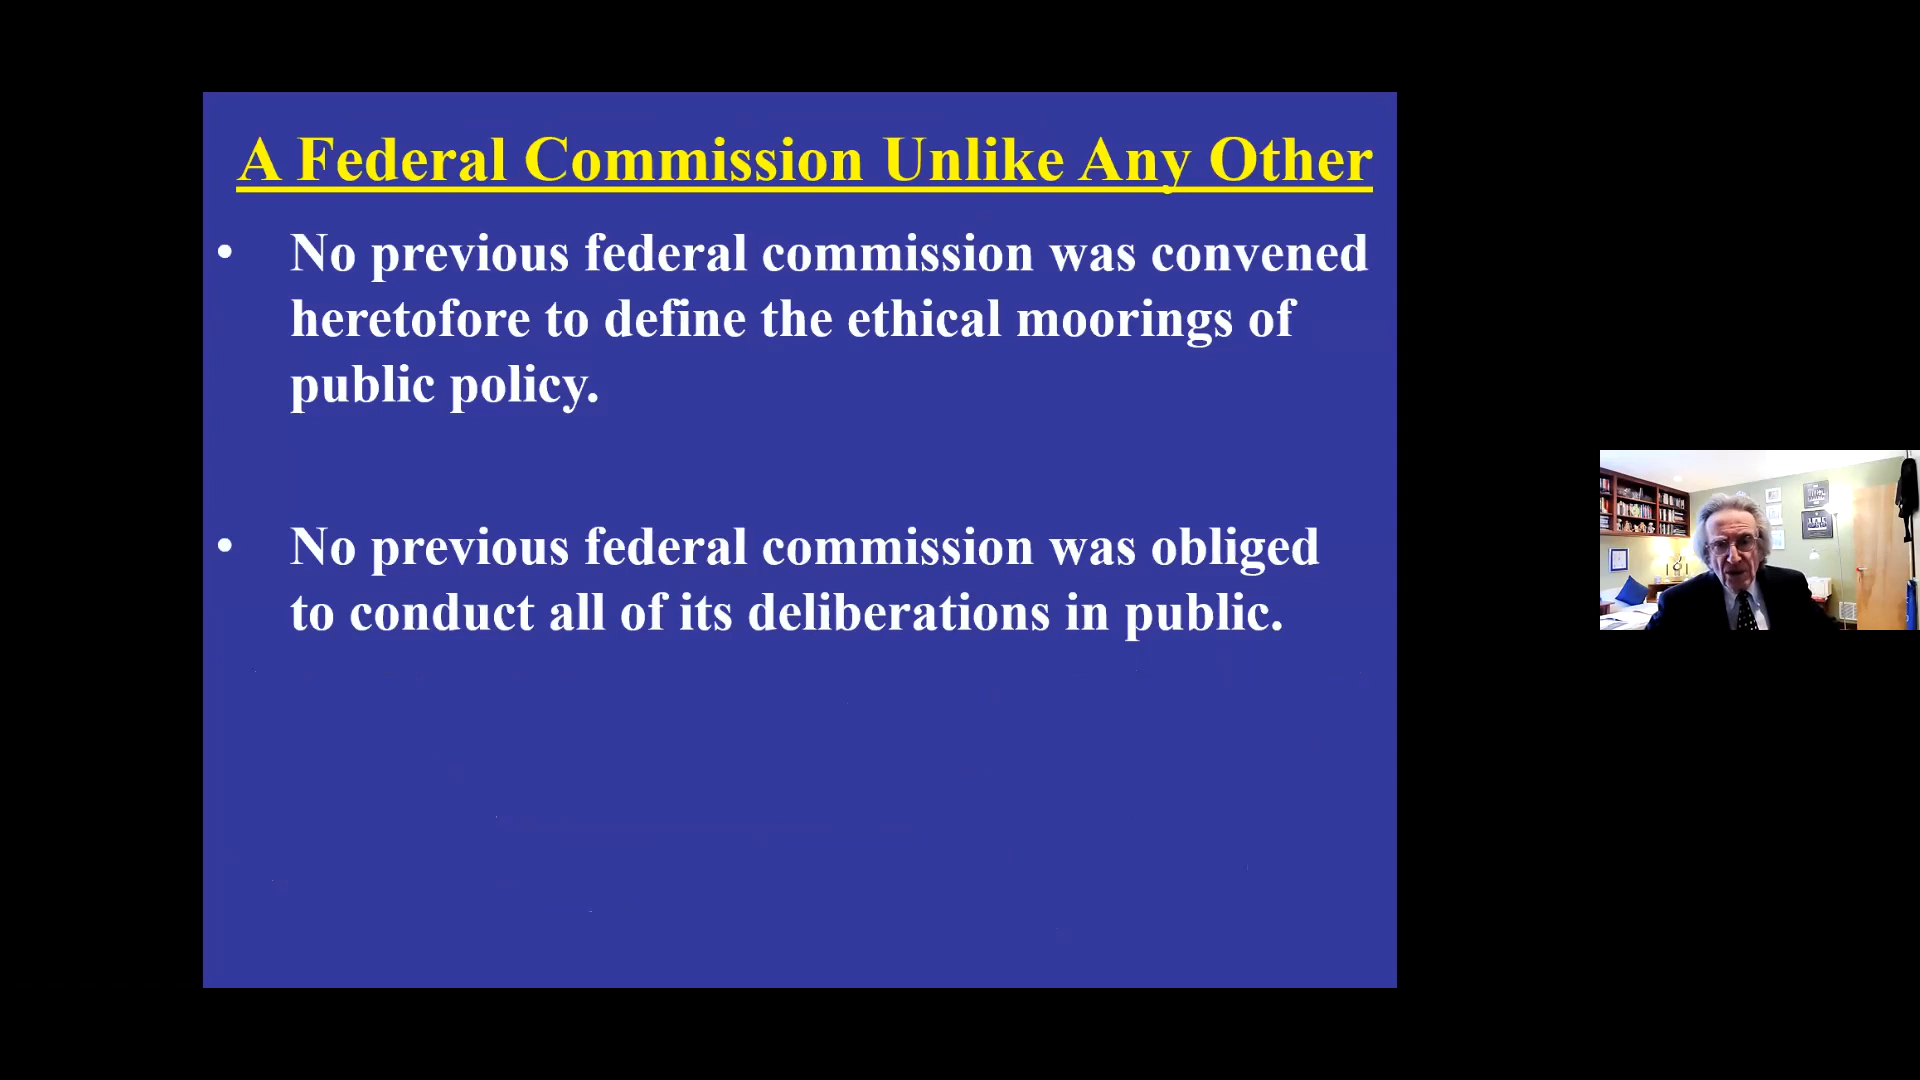 A Federal Commission Unlike Any Other
• No previous federal commission was convened
heretofore to define the ethical moorings of
public policy.
• No previous federal commission was obliged
to conduct all of its deliberations in public.